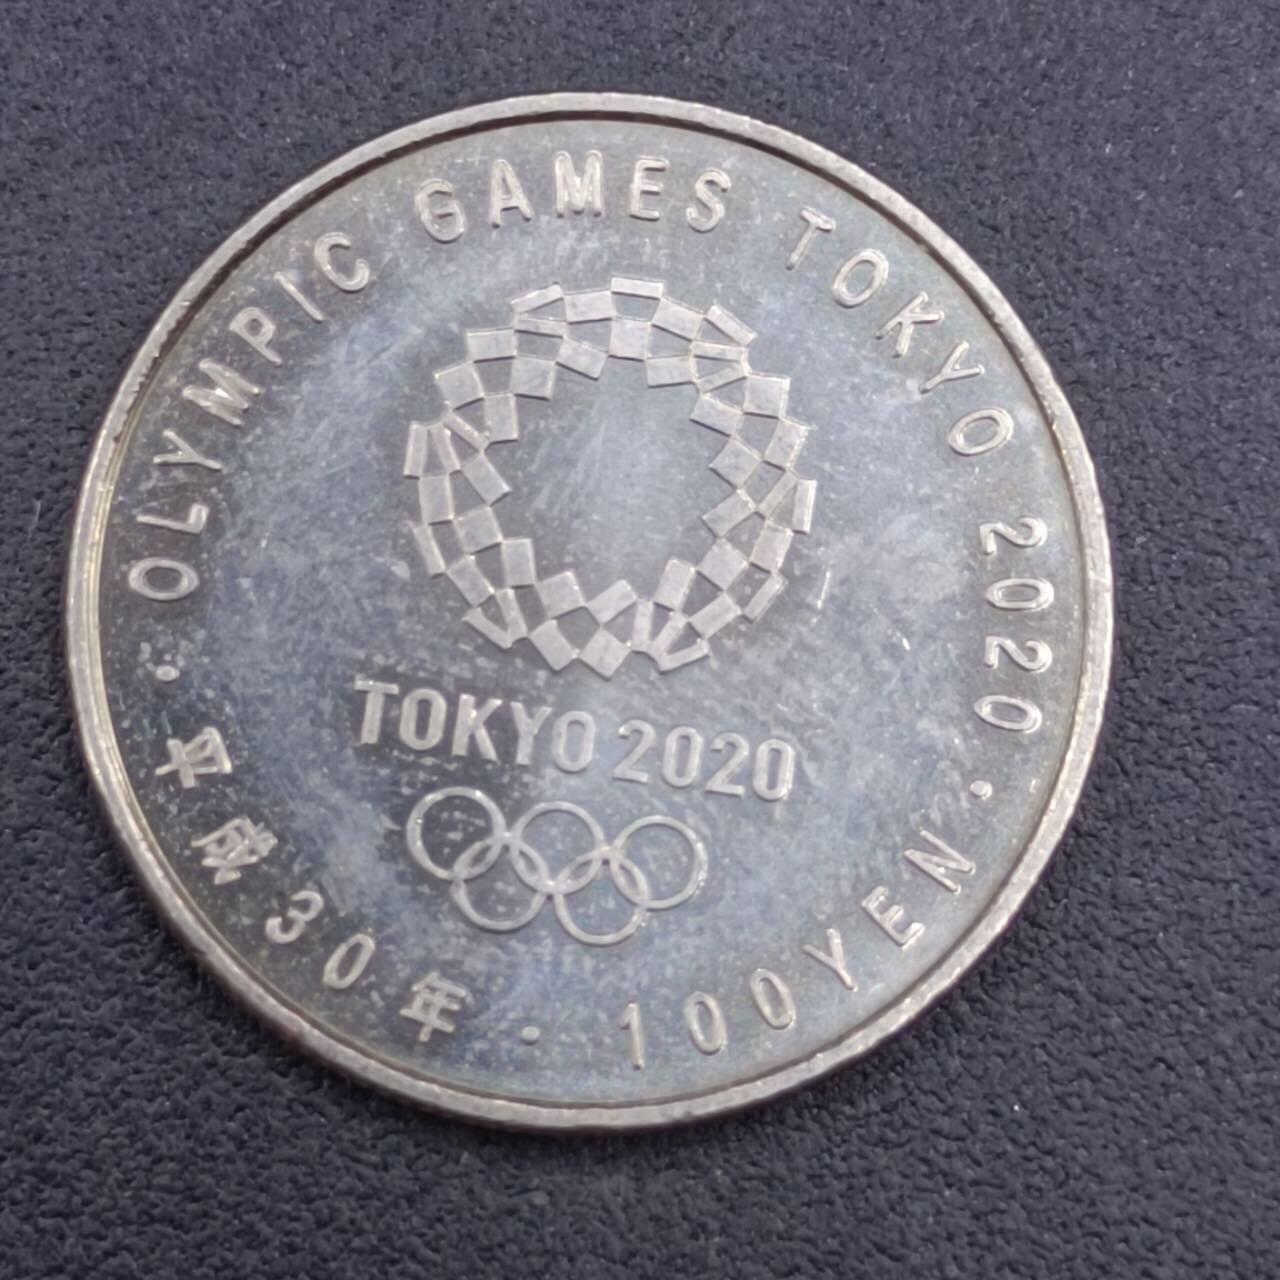 OLYMPIC GAMES TOKYO 2020
TOKYO 2020
平成30年・100YEN・